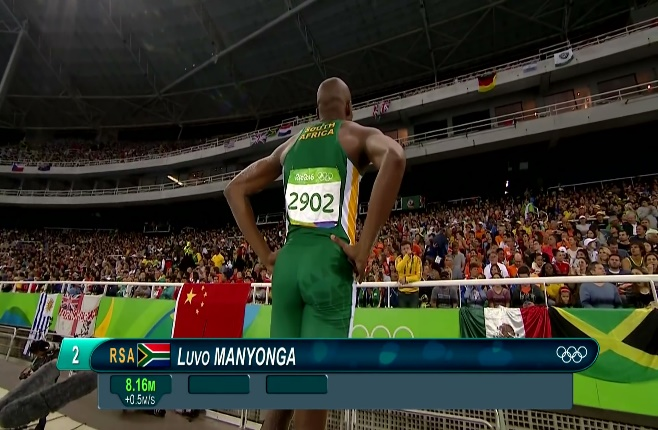 SOUTH
AFRICA
Rio2016
2902
2 RSA Luvo MANYONGA
8.16M
+0.5M/S